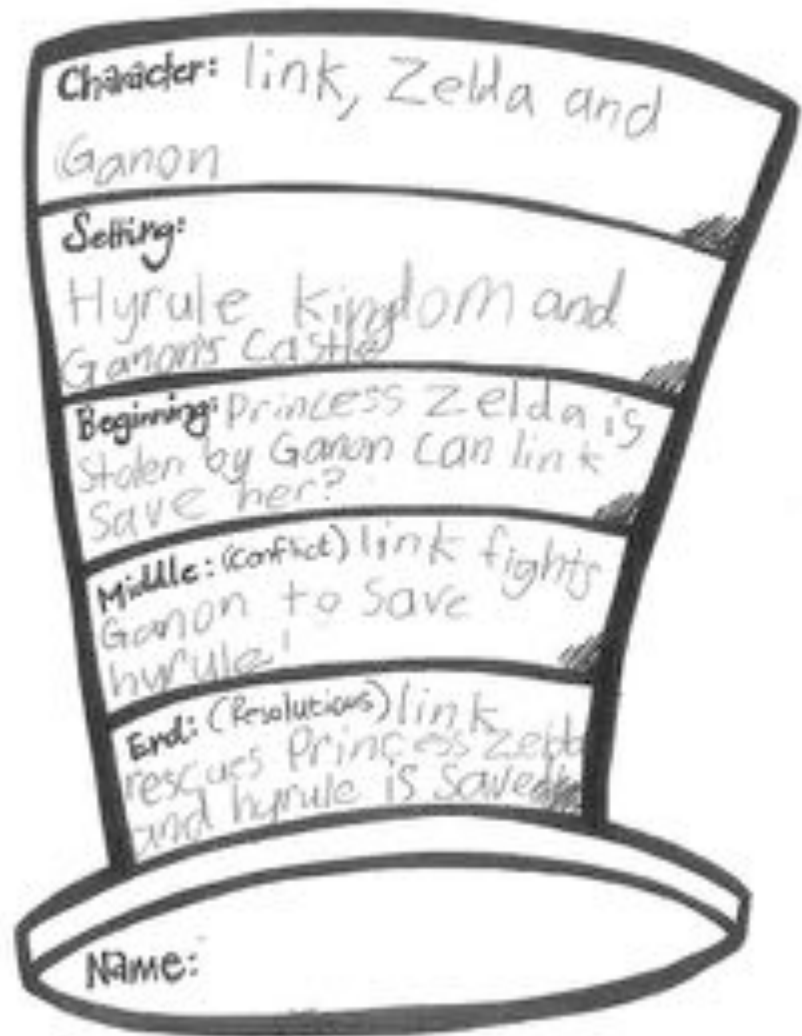 Character: link, Zelda and
Ganon
Setting:
Hyrule kingdom and
Ganon's Castle
Beginning: Princess Zelda is
Stolen by Ganon can link
Save her?
Middle: (Conflict) link fights
Ganon to save
hyrule!
End: (Resolutions) link
rescues Princess Zelda
and hyrule is saved
Name: